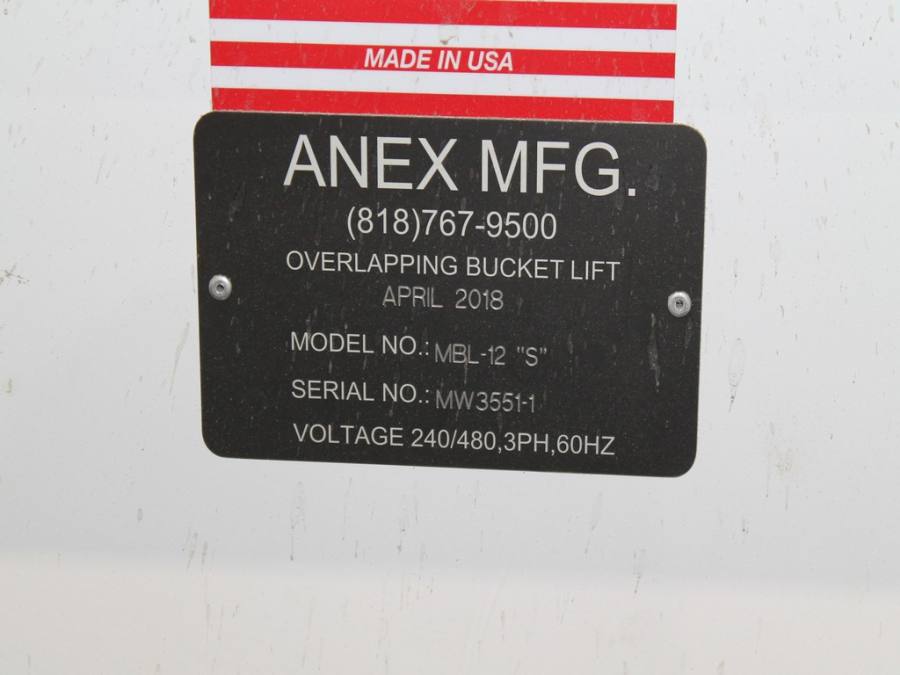 MADE IN USA
ANEX MFG.
(818)767-9500
OVERLAPPING BUCKET LIFT
APRIL 2018
MODEL NO.: MBL-12 "S"
SERIAL NO.: MW3551-1
VOLTAGE 240/480,3PH,60HZ